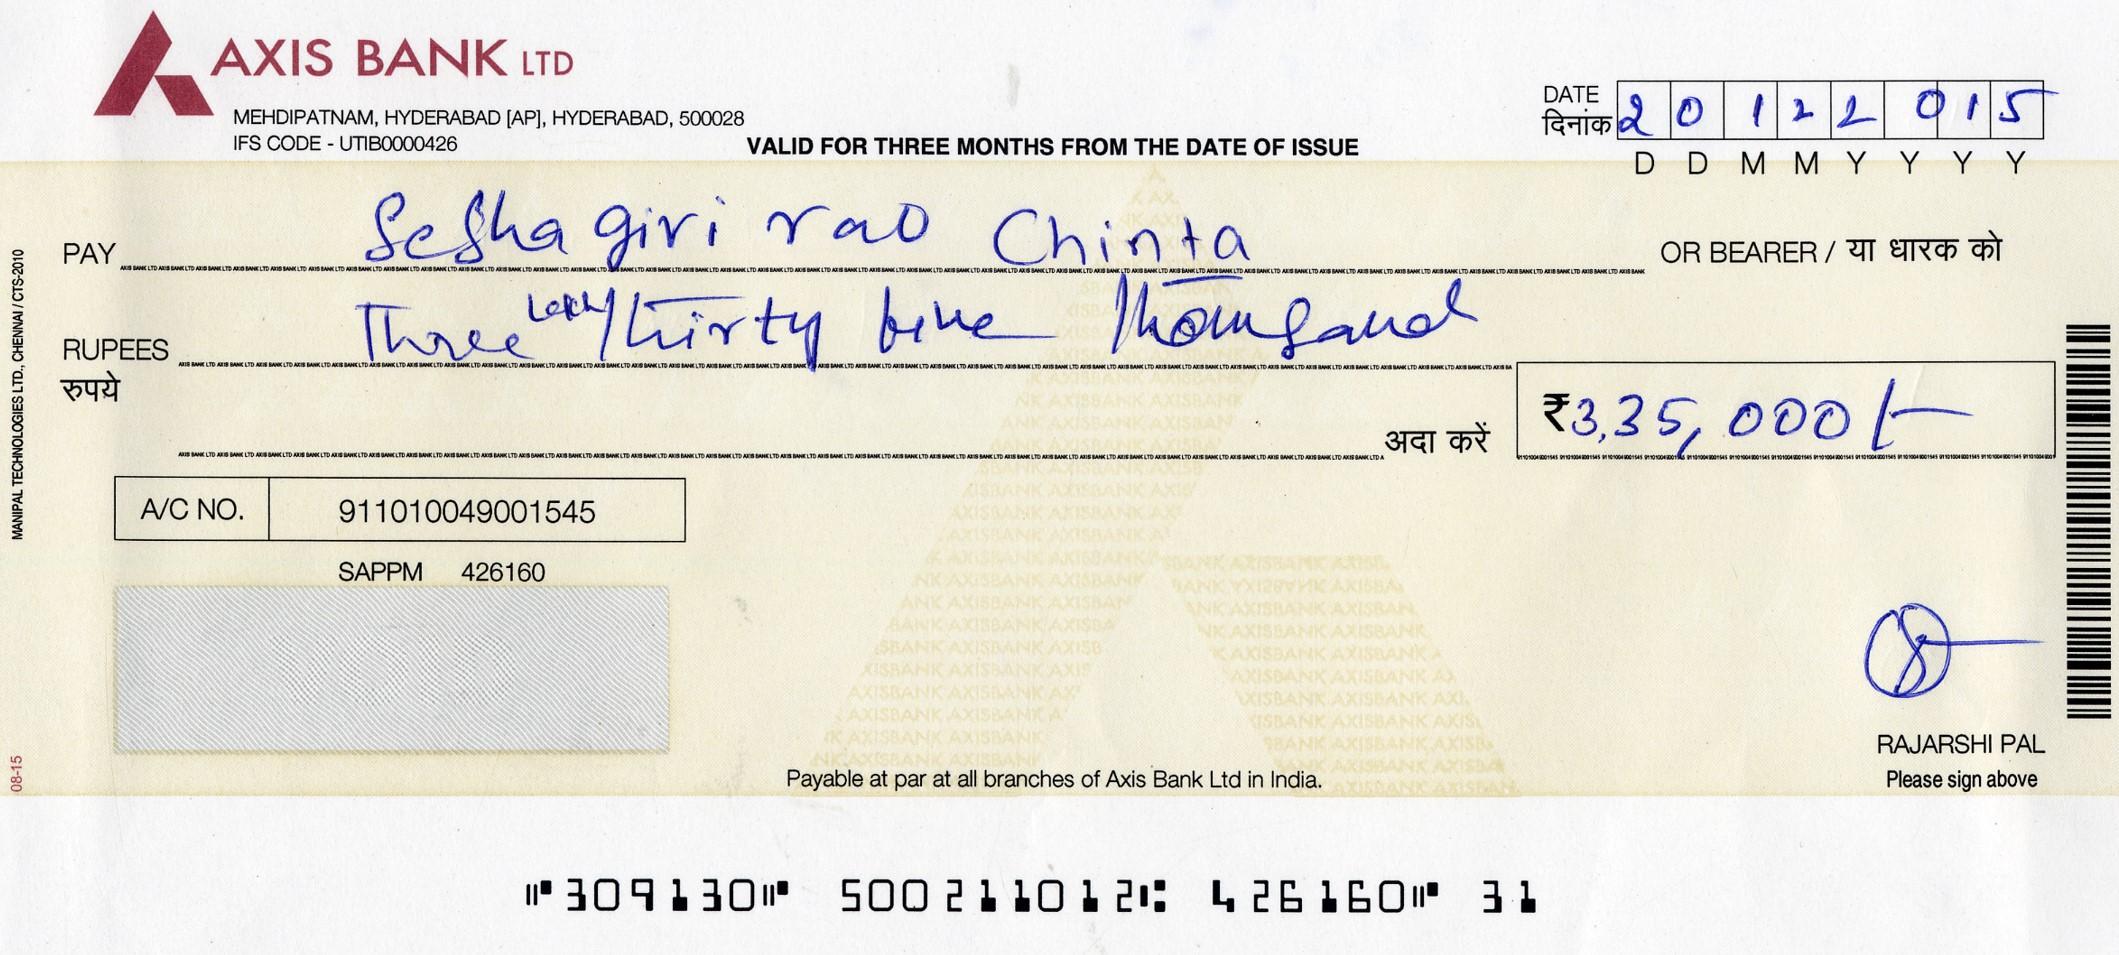 AXIS BANK LTD
MEHDIPATNAM, HYDERABAD [AP], HYDERABAD, 500028
IFS CODE - UTIB0000426
VALID FOR THREE MONTHS FROM THE DATE OF ISSUE
DATE
दिनांक
2 0 1 2 2 0 1 5
D D M M Y Y Y Y
PAY Seshagiri rao Chinta OR BEARER / या धारक को
RUPEES Three Lakh Thirty five Thousand
रुपये
अदा करें ₹ 3,35,000/-
A/C NO. 911010049001545
SAPPM 426160
VOID
RAJARSHI PAL
Please sign above
Payable at par at all branches of Axis Bank Ltd in India.
MANIPAL TECHNOLOGIES LTD., CHENNAI / CTS-2010
08-15
⑈309130⑈ 500211012⑆ 426160⑈ 31